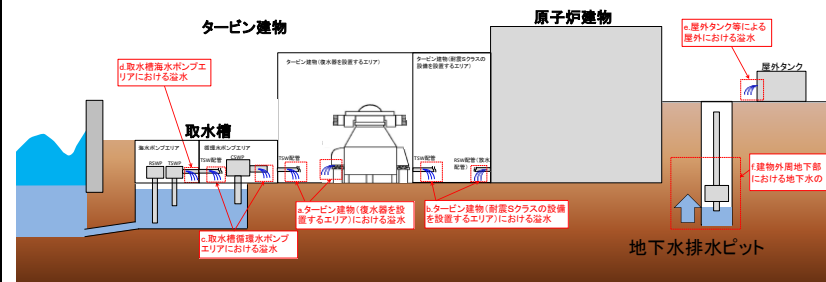 タービン建物
原子炉建物
e.屋外タンク等による
屋外における溢水
屋外タンク
d.取水槽海水ポンプエ
リアにおける溢水
タービン建物(復水器を設置するエリア)
タービン建物(耐震Sクラスの
設備を設置するエリア)
取水槽
海水ポンプエリア
循環水ポンプエリア
RSWP
TSWP
TSW配管
CSWP
TSW配管
TSW配管
RSW配管(放水
配管)
f.建物外周地下部
における地下水の
a.タービン建物(復水器を設
置するエリア)における溢水
b.タービン建物(耐震Sクラスの設備
を設置するエリア)における溢水
c.取水槽循環水ポンプ
エリアにおける溢水
地下水排水ピット